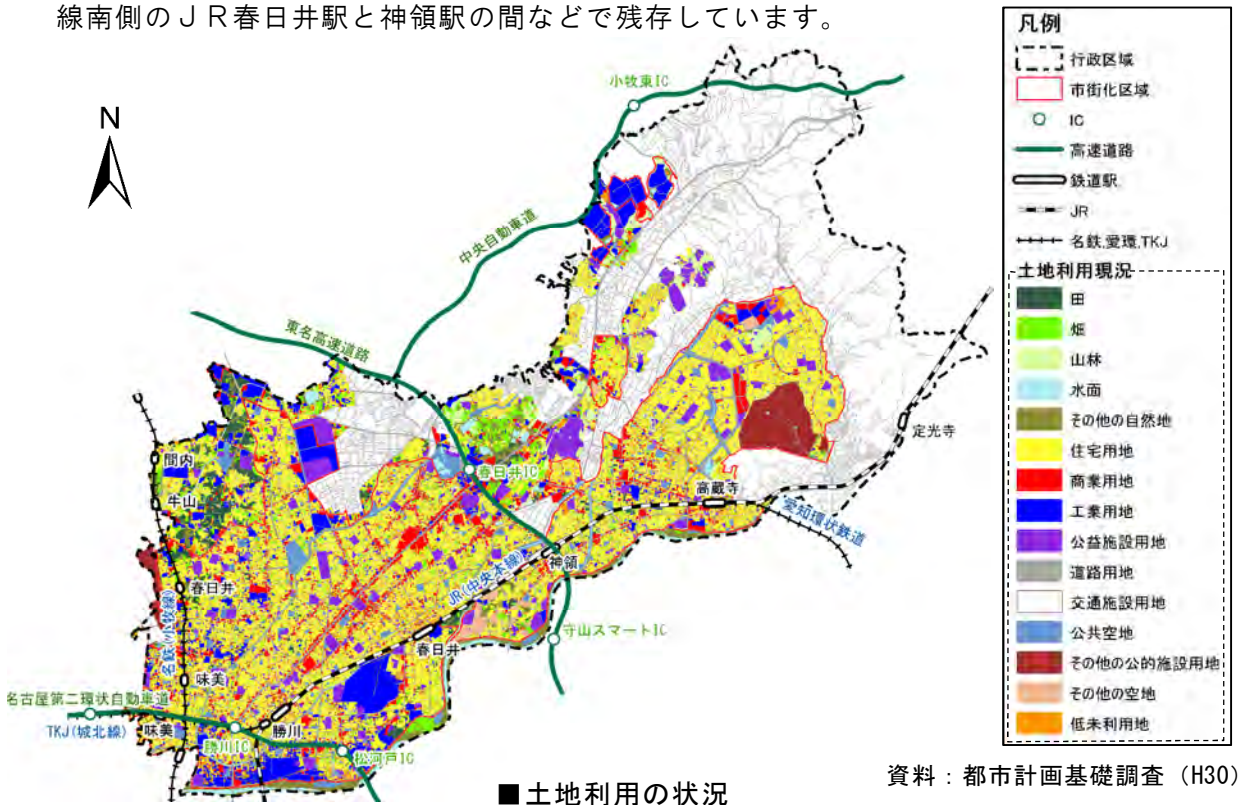 線南側のＪＲ春日井駅と神領駅の間などで残存しています。
凡例
行政区域
市街化区域
IC
高速道路
鉄道駅
JR
名鉄,愛環,TKJ
土地利用現況
田
畑
山林
水面
その他の自然地
住宅用地
商業用地
工業用地
公益施設用地
道路用地
交通施設用地
公共空地
その他の公的施設用地
その他の空地
低未利用地
N
小牧東IC
中央自動車道
東名高速道路
定光寺
間内
春日井IC
牛山
高蔵寺
愛知環状鉄道
JR(中央本線)
神領
春日井
名鉄(小牧線)
守山スマートIC
春日井
味美
名古屋第二環状自動車道
TKJ(城北線)
味美
勝川IC
勝川
松河戸IC
資料：都市計画基礎調査（H30）
■土地利用の状況